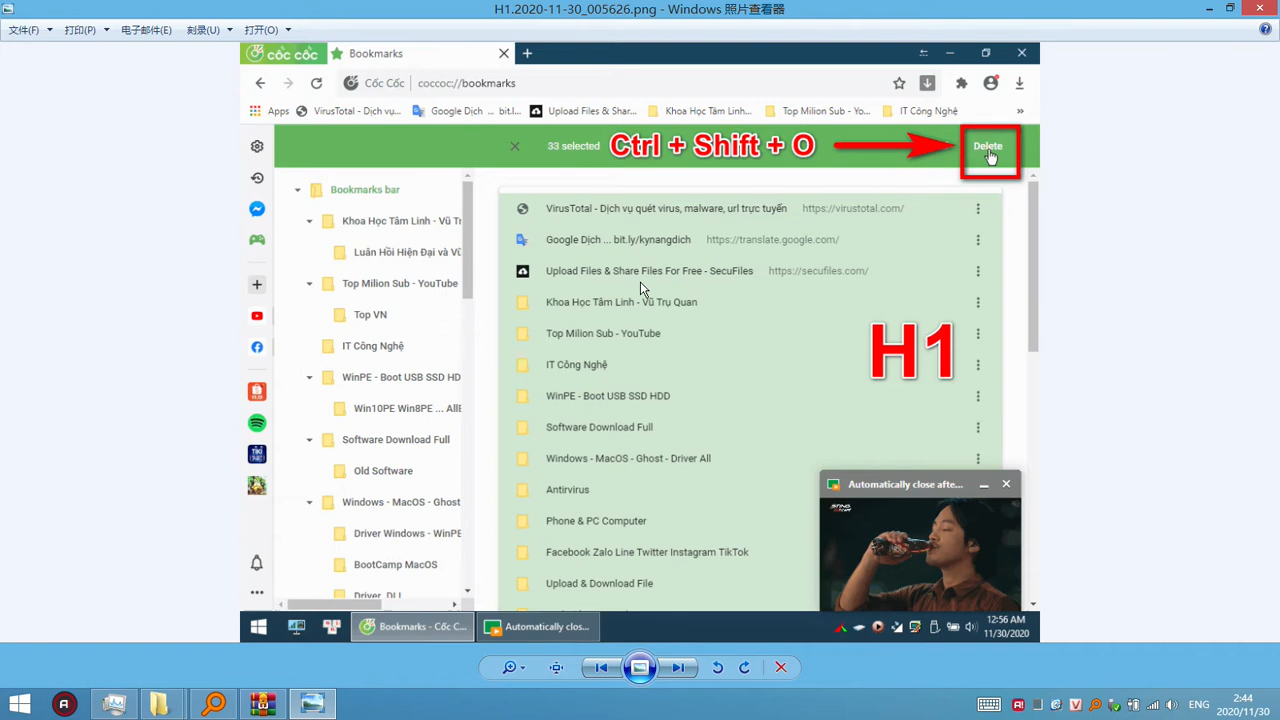 H1.2020-11-30_005626.png - Windows 照片查看器
文件(F) 打印(P) 电子邮件(E) 刻录(U) 打开(O)
cốc cốc Bookmarks
Cốc Cốc coccoc://bookmarks
Apps VirusTotal - Dịch vụ... Google Dịch ... bit.l... Upload Files & Shar... Khoa Học Tâm Linh... Top Milion Sub - Yo... IT Công Nghệ »
33 selected Ctrl + Shift + O Delete
Bookmarks bar
Khoa Học Tâm Linh - Vũ Tr
Luân Hồi Hiện Đại và Vũ
Top Milion Sub - YouTube
Top VN
IT Công Nghệ
WinPE - Boot USB SSD HD
Win10PE Win8PE ... AllE
Software Download Full
Old Software
Windows - MacOS - Ghost
Driver Windows - WinPE
BootCamp MacOS
Driver DLL
VirusTotal - Dịch vụ quét virus, malware, url trực tuyến https://virustotal.com/
Google Dịch ... bit.ly/kynangdich https://translate.google.com/
Upload Files & Share Files For Free - SecuFiles https://secufiles.com/
Khoa Học Tâm Linh - Vũ Trụ Quan
Top Milion Sub - YouTube
IT Công Nghệ
WinPE - Boot USB SSD HDD
Software Download Full
Windows - MacOS - Ghost - Driver All
Antivirus
Phone & PC Computer
Facebook Zalo Line Twitter Instagram TikTok
Upload & Download File
H1
Automatically close afte...
STING
Bookmarks - Cốc C... Automatically clos... 12:56 AM
11/30/2020
ENG 2:44
2020/11/30